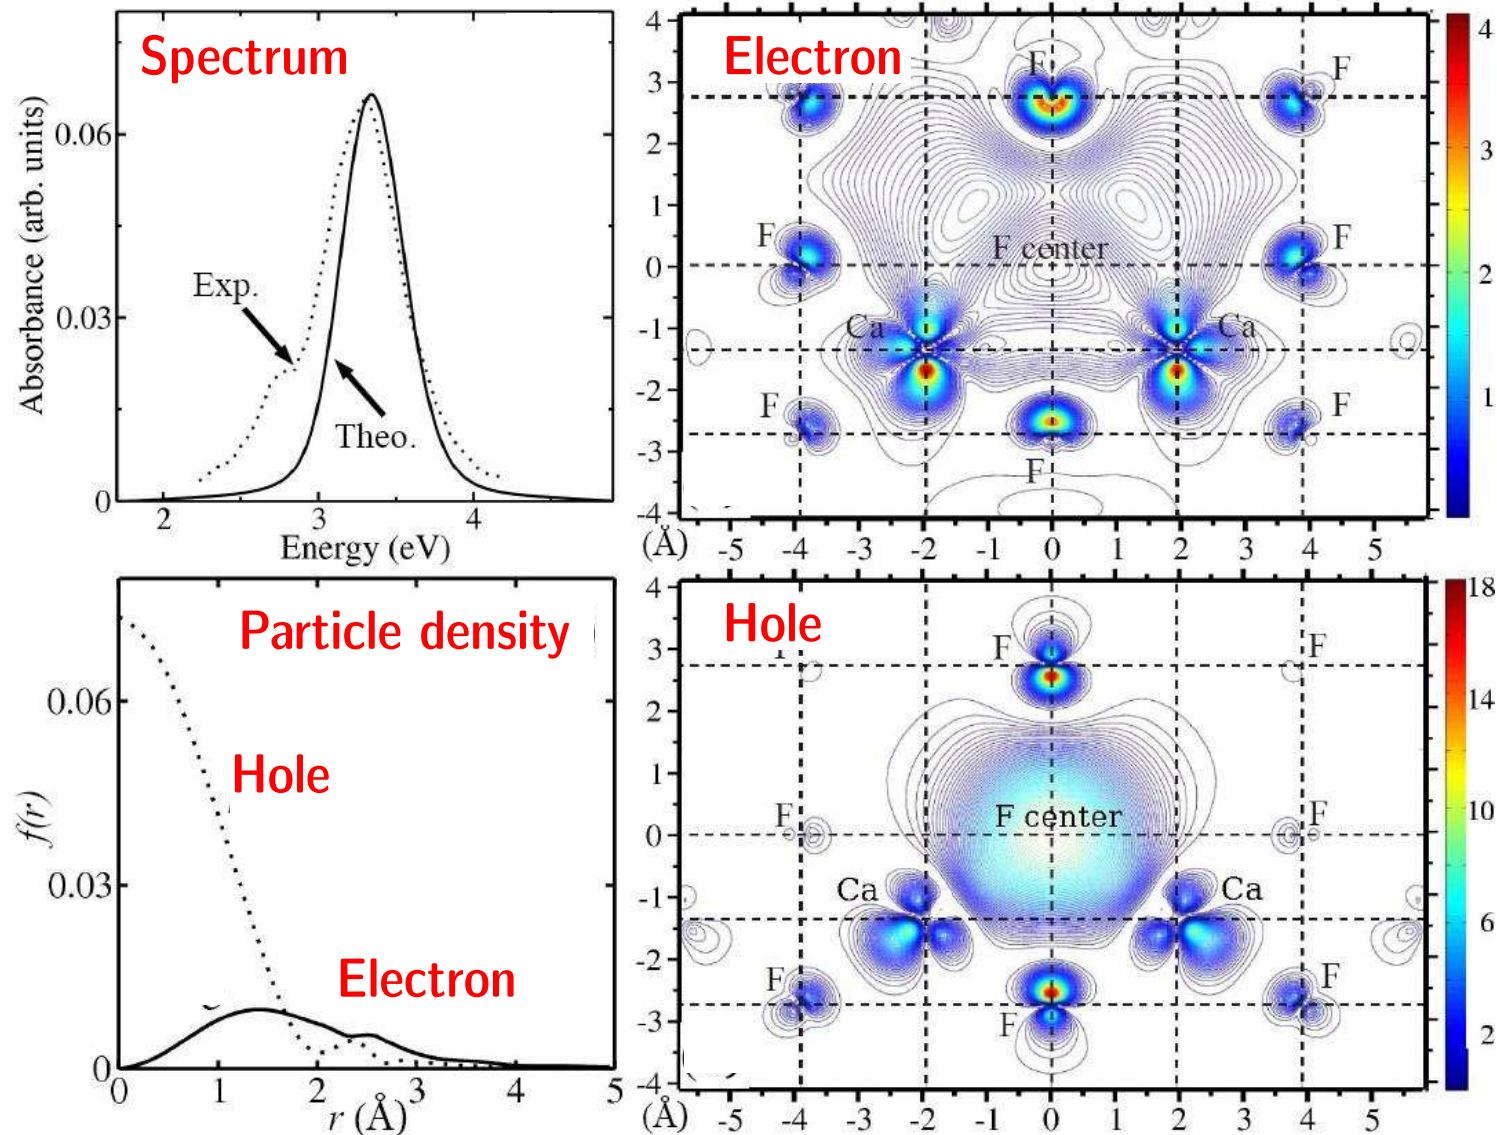 Spectrum
Absorbance (arb. units)
0.06
0.03
0
Exp.
Theo.
2 3 4
Energy (eV)
Electron
4
3
2
1
0
-1
-2
-3
-4
F
F
F
F
F center
F
Ca
Ca
F
F
F
(Å) -5 -4 -3 -2 -1 0 1 2 3 4 5
4
3
2
1
Particle density
f(r)
0.06
0.03
0
Hole
Electron
0 1 2 3 4 5
r (Å)
Hole
4
3
2
1
0
-1
-2
-3
-4
F
F
F
F center
F
Ca
Ca
F
F
F
(Å) -5 -4 -3 -2 -1 0 1 2 3 4 5
18
14
10
6
2